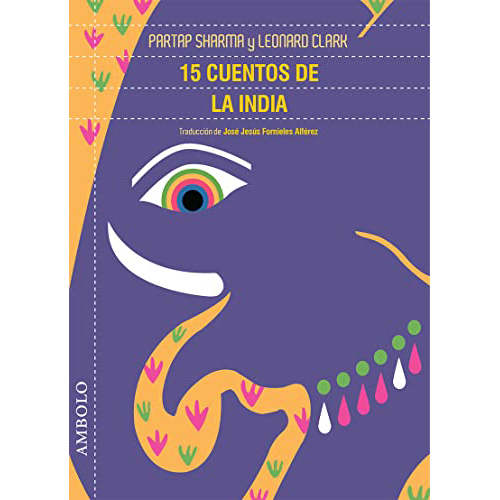 PARTAP SHARMA y LEONARD CLARK
15 CUENTOS DE
LA INDIA
Traducción de José Jesús Fornieles Alférez
AMBOLO